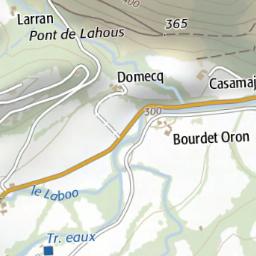 Larran
365
Pont de Lahous
Domecq
Casamaj
300
Bourdet Oron
le Laboo
Tr. eaux